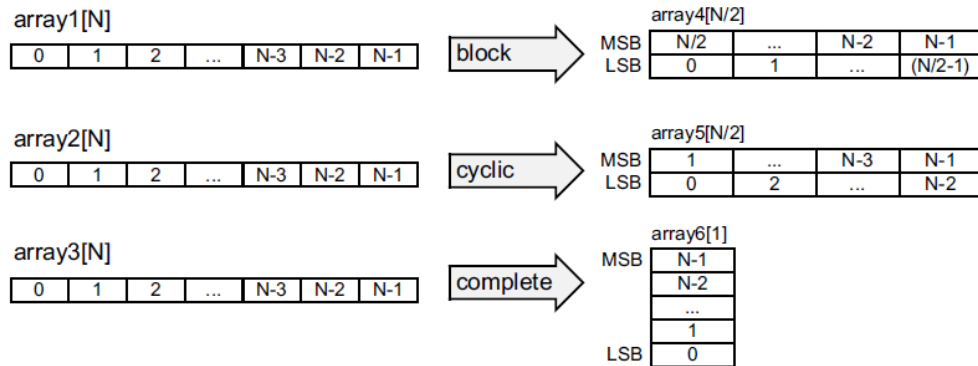 array1[N]
0 1 2 ... N-3 N-2 N-1
block
array4[N/2]
MSB N/2 ... N-2 N-1
LSB 0 1 ... (N/2-1)
array2[N]
0 1 2 ... N-3 N-2 N-1
cyclic
array5[N/2]
MSB 1 ... N-3 N-1
LSB 0 2 ... N-2
array3[N]
0 1 2 ... N-3 N-2 N-1
complete
array6[1]
MSB N-1
N-2
...
1
LSB 0